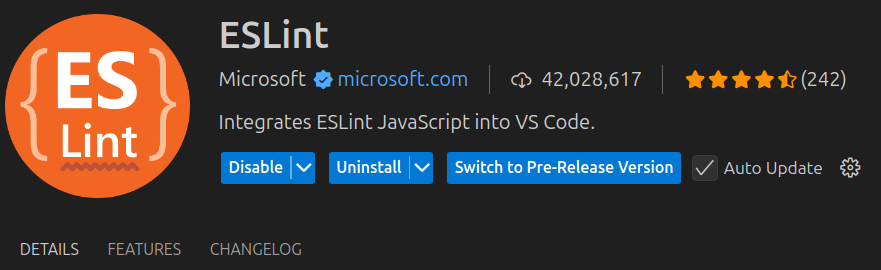 ES
Lint
ESLint
Microsoft microsoft.com 42,028,617 (242)
Integrates ESLint JavaScript into VS Code.
Disable Uninstall Switch to Pre-Release Version Auto Update
DETAILS FEATURES CHANGELOG